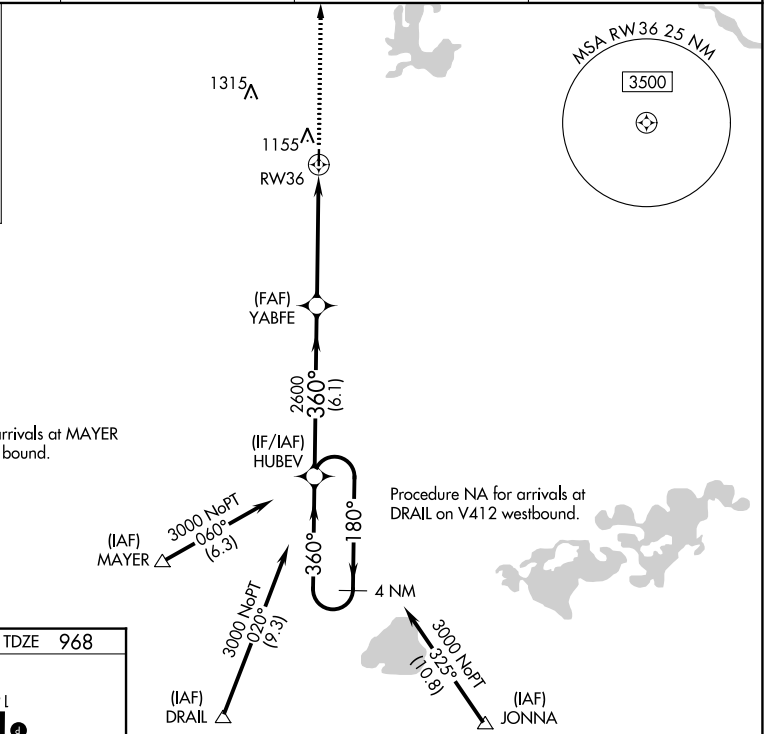 MSA RW36 25 NM
3500
1315
1155
RW36
(FAF)
YABFE
2600
360°
(6.1)
(IF/IAF)
HUBEV
arrivals at MAYER
bound.
Procedure NA for arrivals at
DRAIL on V412 westbound.
3000 NoPT
060°
(6.3)
(IAF)
MAYER
360°
180°
4 NM
3000 NoPT
020°
(9.3)
3000 NoPT
325°
(10.8)
(IAF)
DRAIL
(IAF)
JONNA
TDZE 968